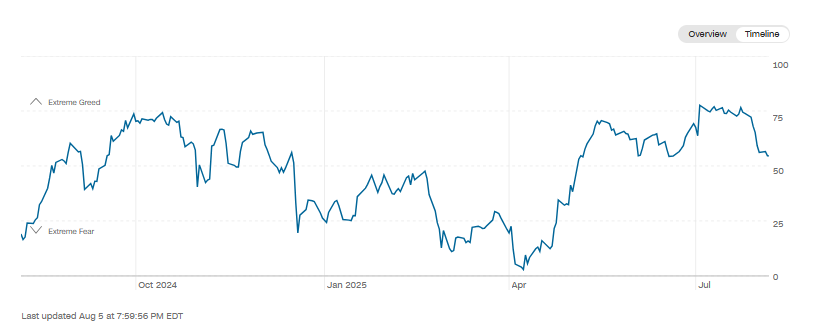 Overview Timeline
100
Extreme Greed
75
50
25
Extreme Fear
0
Oct 2024 Jan 2025 Apr Jul
Last updated Aug 5 at 7:59:56 PM EDT